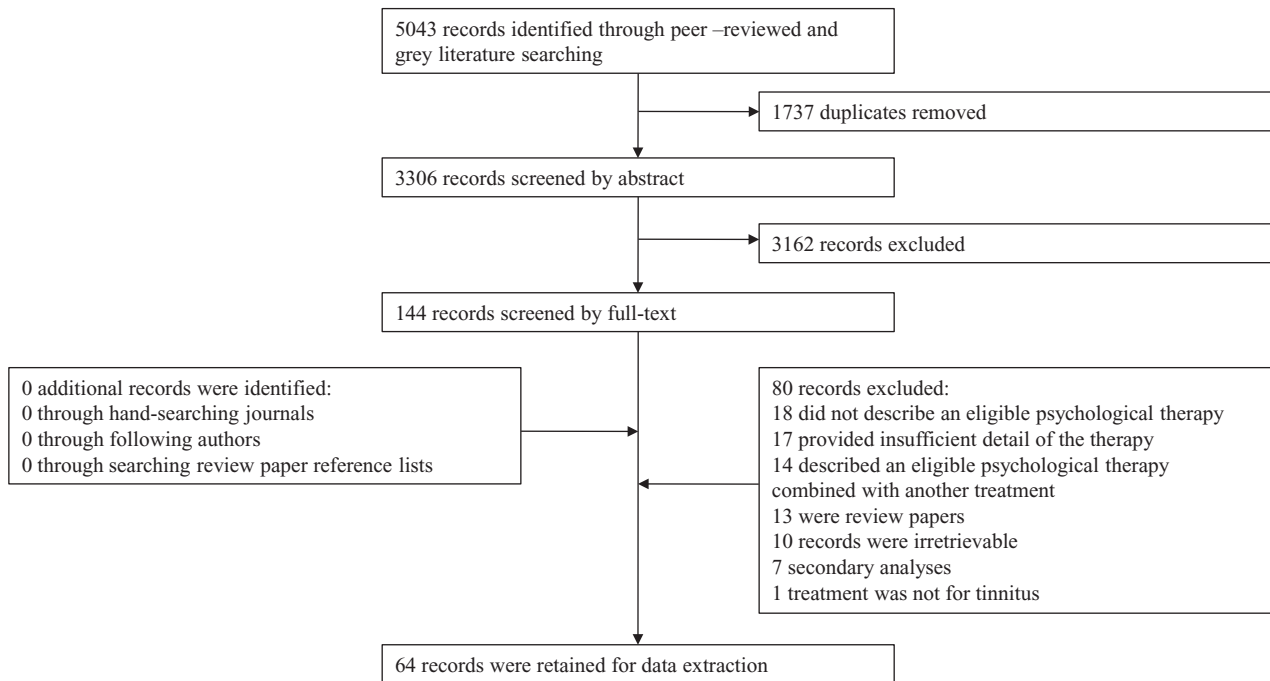 5043 records identified through peer –reviewed and
grey literature searching
1737 duplicates removed
3306 records screened by abstract
3162 records excluded
144 records screened by full-text
0 additional records were identified:
0 through hand-searching journals
0 through following authors
0 through searching review paper reference lists
80 records excluded:
18 did not describe an eligible psychological therapy
17 provided insufficient detail of the therapy
14 described an eligible psychological therapy
combined with another treatment
13 were review papers
10 records were irretrievable
7 secondary analyses
1 treatment was not for tinnitus
64 records were retained for data extraction